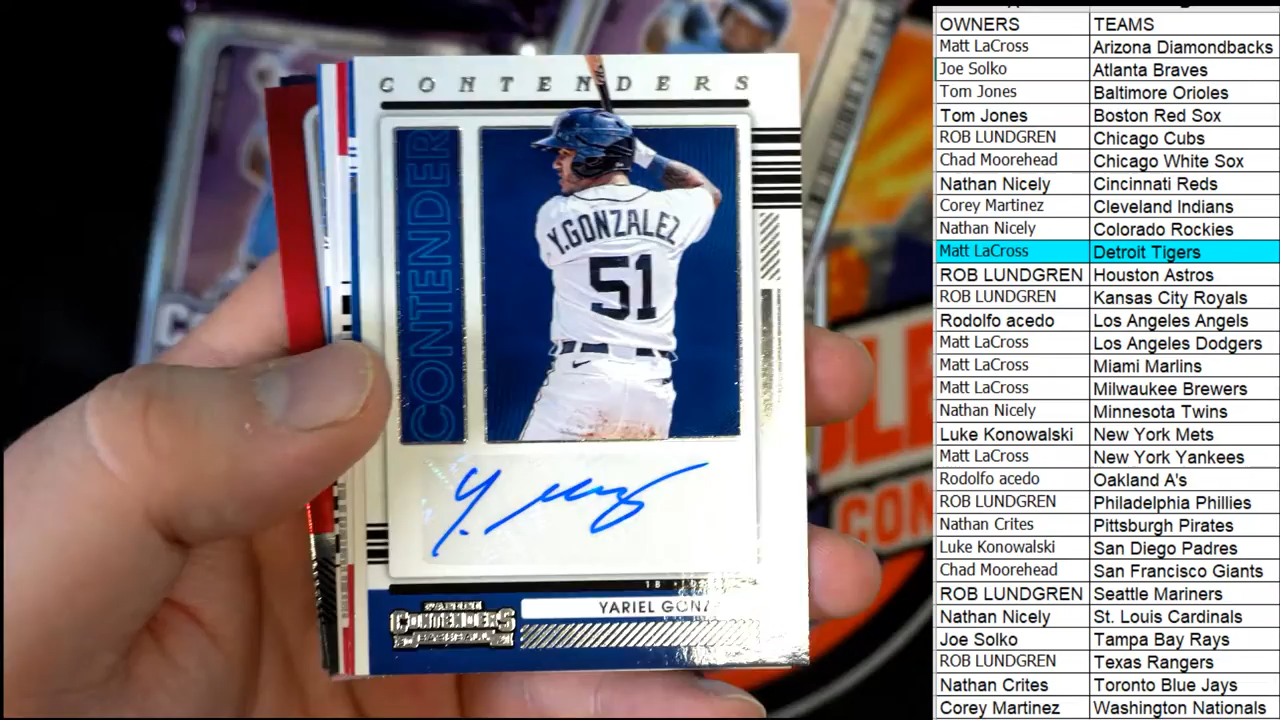 CONTENDERS
CONTENDER
Y.GONZALEZ
51
18
YARIEL GONZ
PANINI
CONTENDERS
BASEBALL
CON
OWNERS TEAMS
Matt LaCross Arizona Diamondbacks
Joe Solko Atlanta Braves
Tom Jones Baltimore Orioles
Tom Jones Boston Red Sox
ROB LUNDGREN Chicago Cubs
Chad Moorehead Chicago White Sox
Nathan Nicely Cincinnati Reds
Corey Martinez Cleveland Indians
Nathan Nicely Colorado Rockies
Matt LaCross Detroit Tigers
ROB LUNDGREN Houston Astros
ROB LUNDGREN Kansas City Royals
Rodolfo acedo Los Angeles Angels
Matt LaCross Los Angeles Dodgers
Matt LaCross Miami Marlins
Matt LaCross Milwaukee Brewers
Nathan Nicely Minnesota Twins
Luke Konowalski New York Mets
Matt LaCross New York Yankees
Rodolfo acedo Oakland A's
ROB LUNDGREN Philadelphia Phillies
Nathan Crites Pittsburgh Pirates
Luke Konowalski San Diego Padres
Chad Moorehead San Francisco Giants
ROB LUNDGREN Seattle Mariners
Nathan Nicely St. Louis Cardinals
Joe Solko Tampa Bay Rays
ROB LUNDGREN Texas Rangers
Nathan Crites Toronto Blue Jays
Corey Martinez Washington Nationals